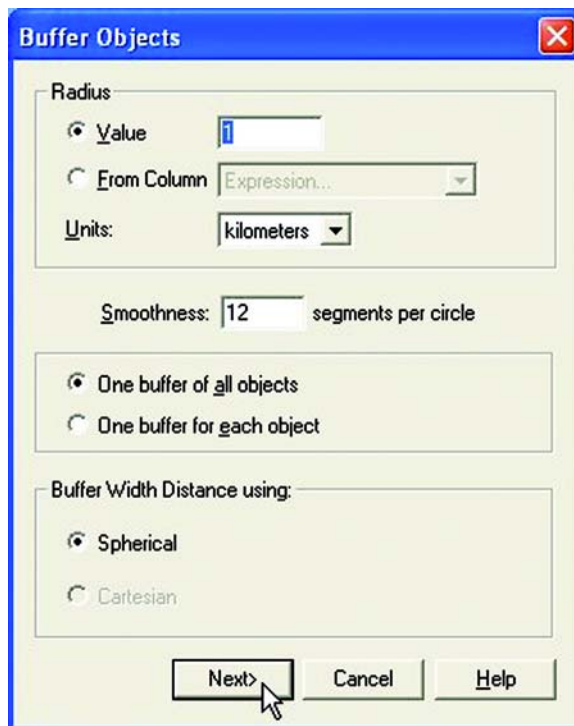 Buffer Objects
Radius
Value 1
From Column Expression...
Units: kilometers
Smoothness: 12 segments per circle
One buffer of all objects
One buffer for each object
Buffer Width Distance using:
Spherical
Cartesian
Next> Cancel Help